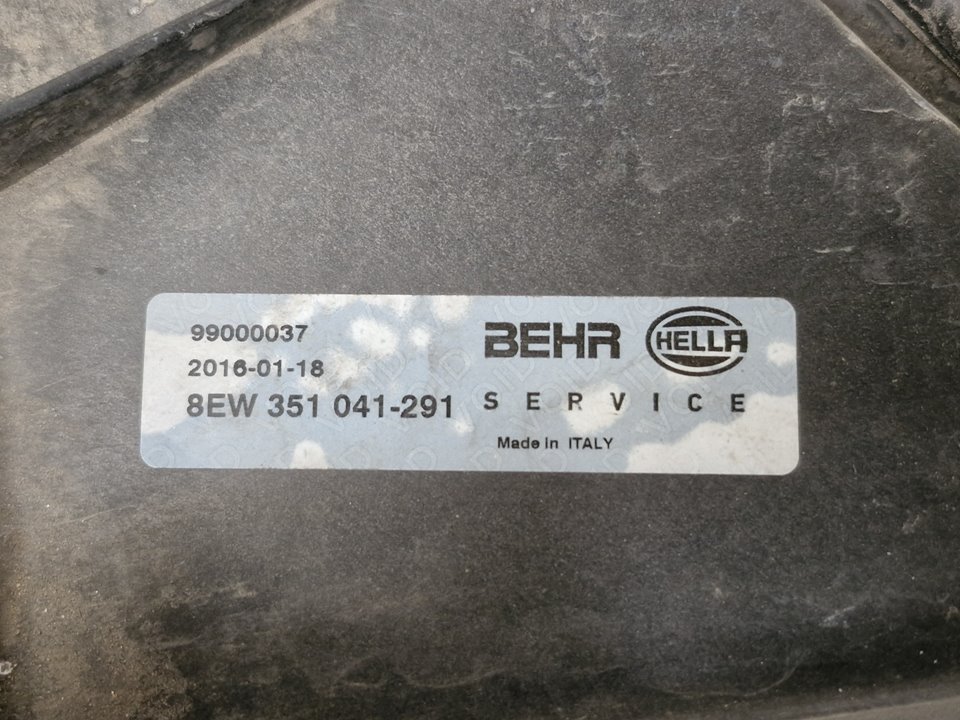 99000037
2016-01-18
8EW 351 041-291
BEHR HELLA
SERVICE
Made in ITALY